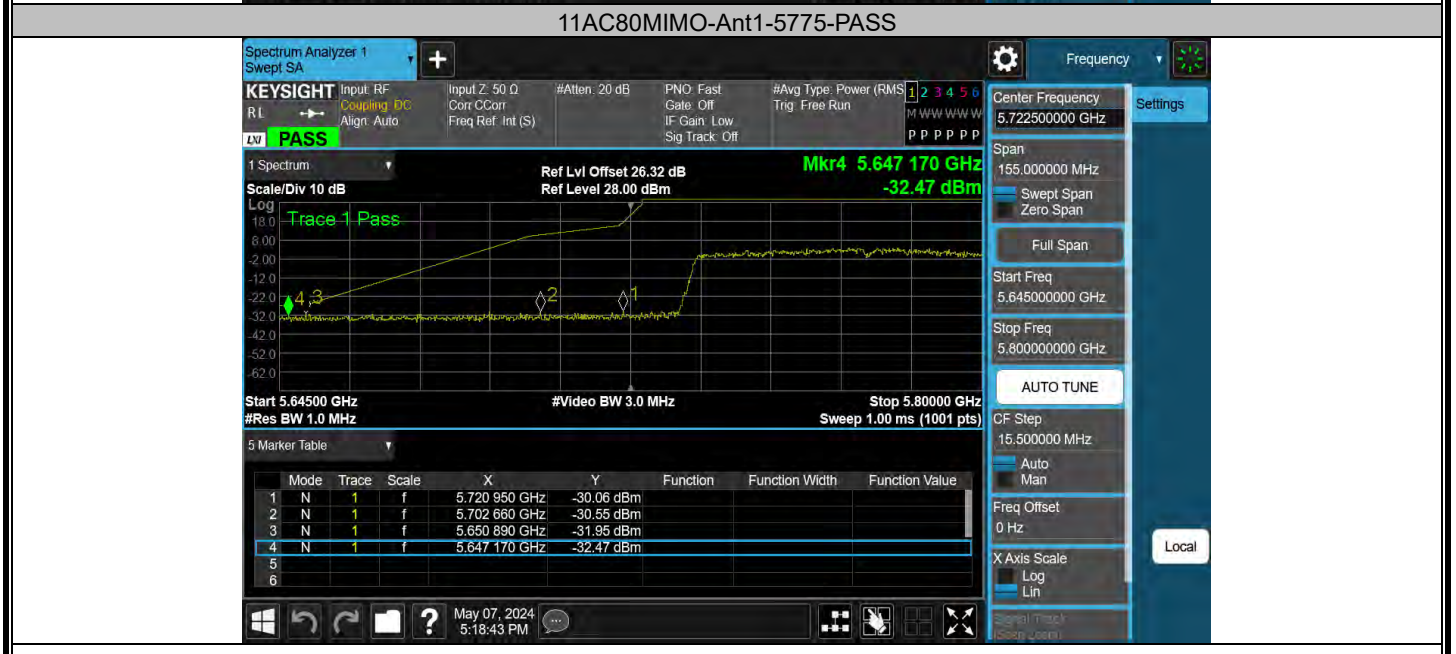 11AC80MIMO-Ant1-5775-PASS
Spectrum Analyzer 1
Swept SA
+
Frequency
KEYSIGHT
RL
LXI
PASS
Input: RF
Coupling: DC
Align: Auto
Input Z: 50 Ω
Corr CCorr
Freq Ref: Int (S)
#Atten: 20 dB
PNO: Fast
Gate: Off
IF Gain: Low
Sig Track: Off
#Avg Type: Power (RMS
Trig: Free Run
1 2 3 4 5 6
M W W W W W
P P P P P P
Center Frequency
5.722500000 GHz
Settings
1 Spectrum
Scale/Div 10 dB
Ref Lvl Offset 26.32 dB
Ref Level 28.00 dBm
Mkr4 5.647 170 GHz
-32.47 dBm
Log
Trace 1 Pass
18.0
8.00
-2.00
-12.0
-22.0
-32.0
-42.0
-52.0
-62.0
4
3
2
1
Start 5.64500 GHz
#Res BW 1.0 MHz
#Video BW 3.0 MHz
Stop 5.80000 GHz
Sweep 1.00 ms (1001 pts)
Span
155.000000 MHz
Swept Span
Zero Span
Full Span
Start Freq
5.645000000 GHz
Stop Freq
5.800000000 GHz
AUTO TUNE
CF Step
15.500000 MHz
Auto
Man
Freq Offset
0 Hz
X Axis Scale
Log
Lin
Signal Track
(Span Zoom)
Local
5 Marker Table
Mode Trace Scale X Y Function Function Width Function Value
1 N 1 f 5.720 950 GHz -30.06 dBm
2 N 1 f 5.702 660 GHz -30.55 dBm
3 N 1 f 5.650 890 GHz -31.95 dBm
4 N 1 f 5.647 170 GHz -32.47 dBm
5
6
?
May 07, 2024
5:18:43 PM